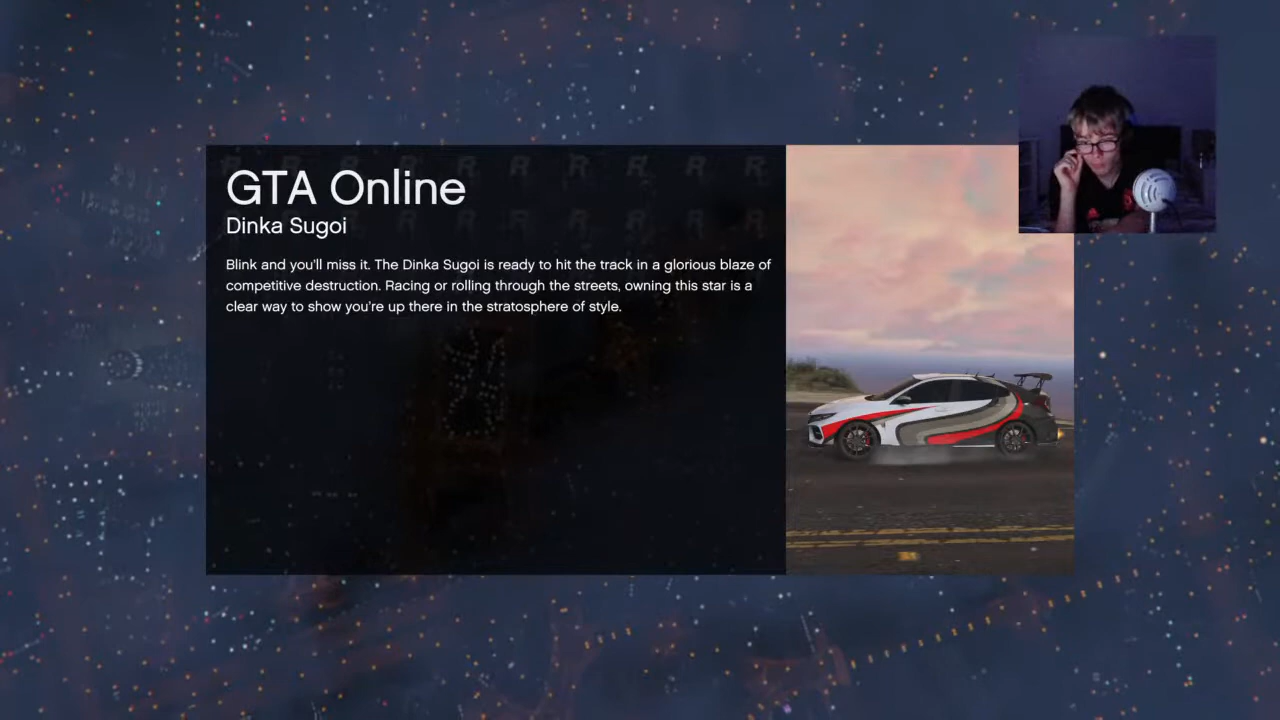 GTA Online
Dinka Sugoi
Blink and you'll miss it. The Dinka Sugoi is ready to hit the track in a glorious blaze of
competitive destruction. Racing or rolling through the streets, owning this star is a
clear way to show you're up there in the stratosphere of style.